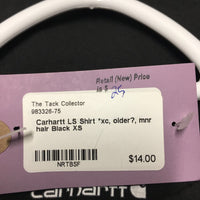 Retail (New) Price
is $ 25
The Tack Collector
983326-75
Carhartt LS Shirt *xc, older?, mnr
hair Black XS
NRTBSF
$14.00
carhartt